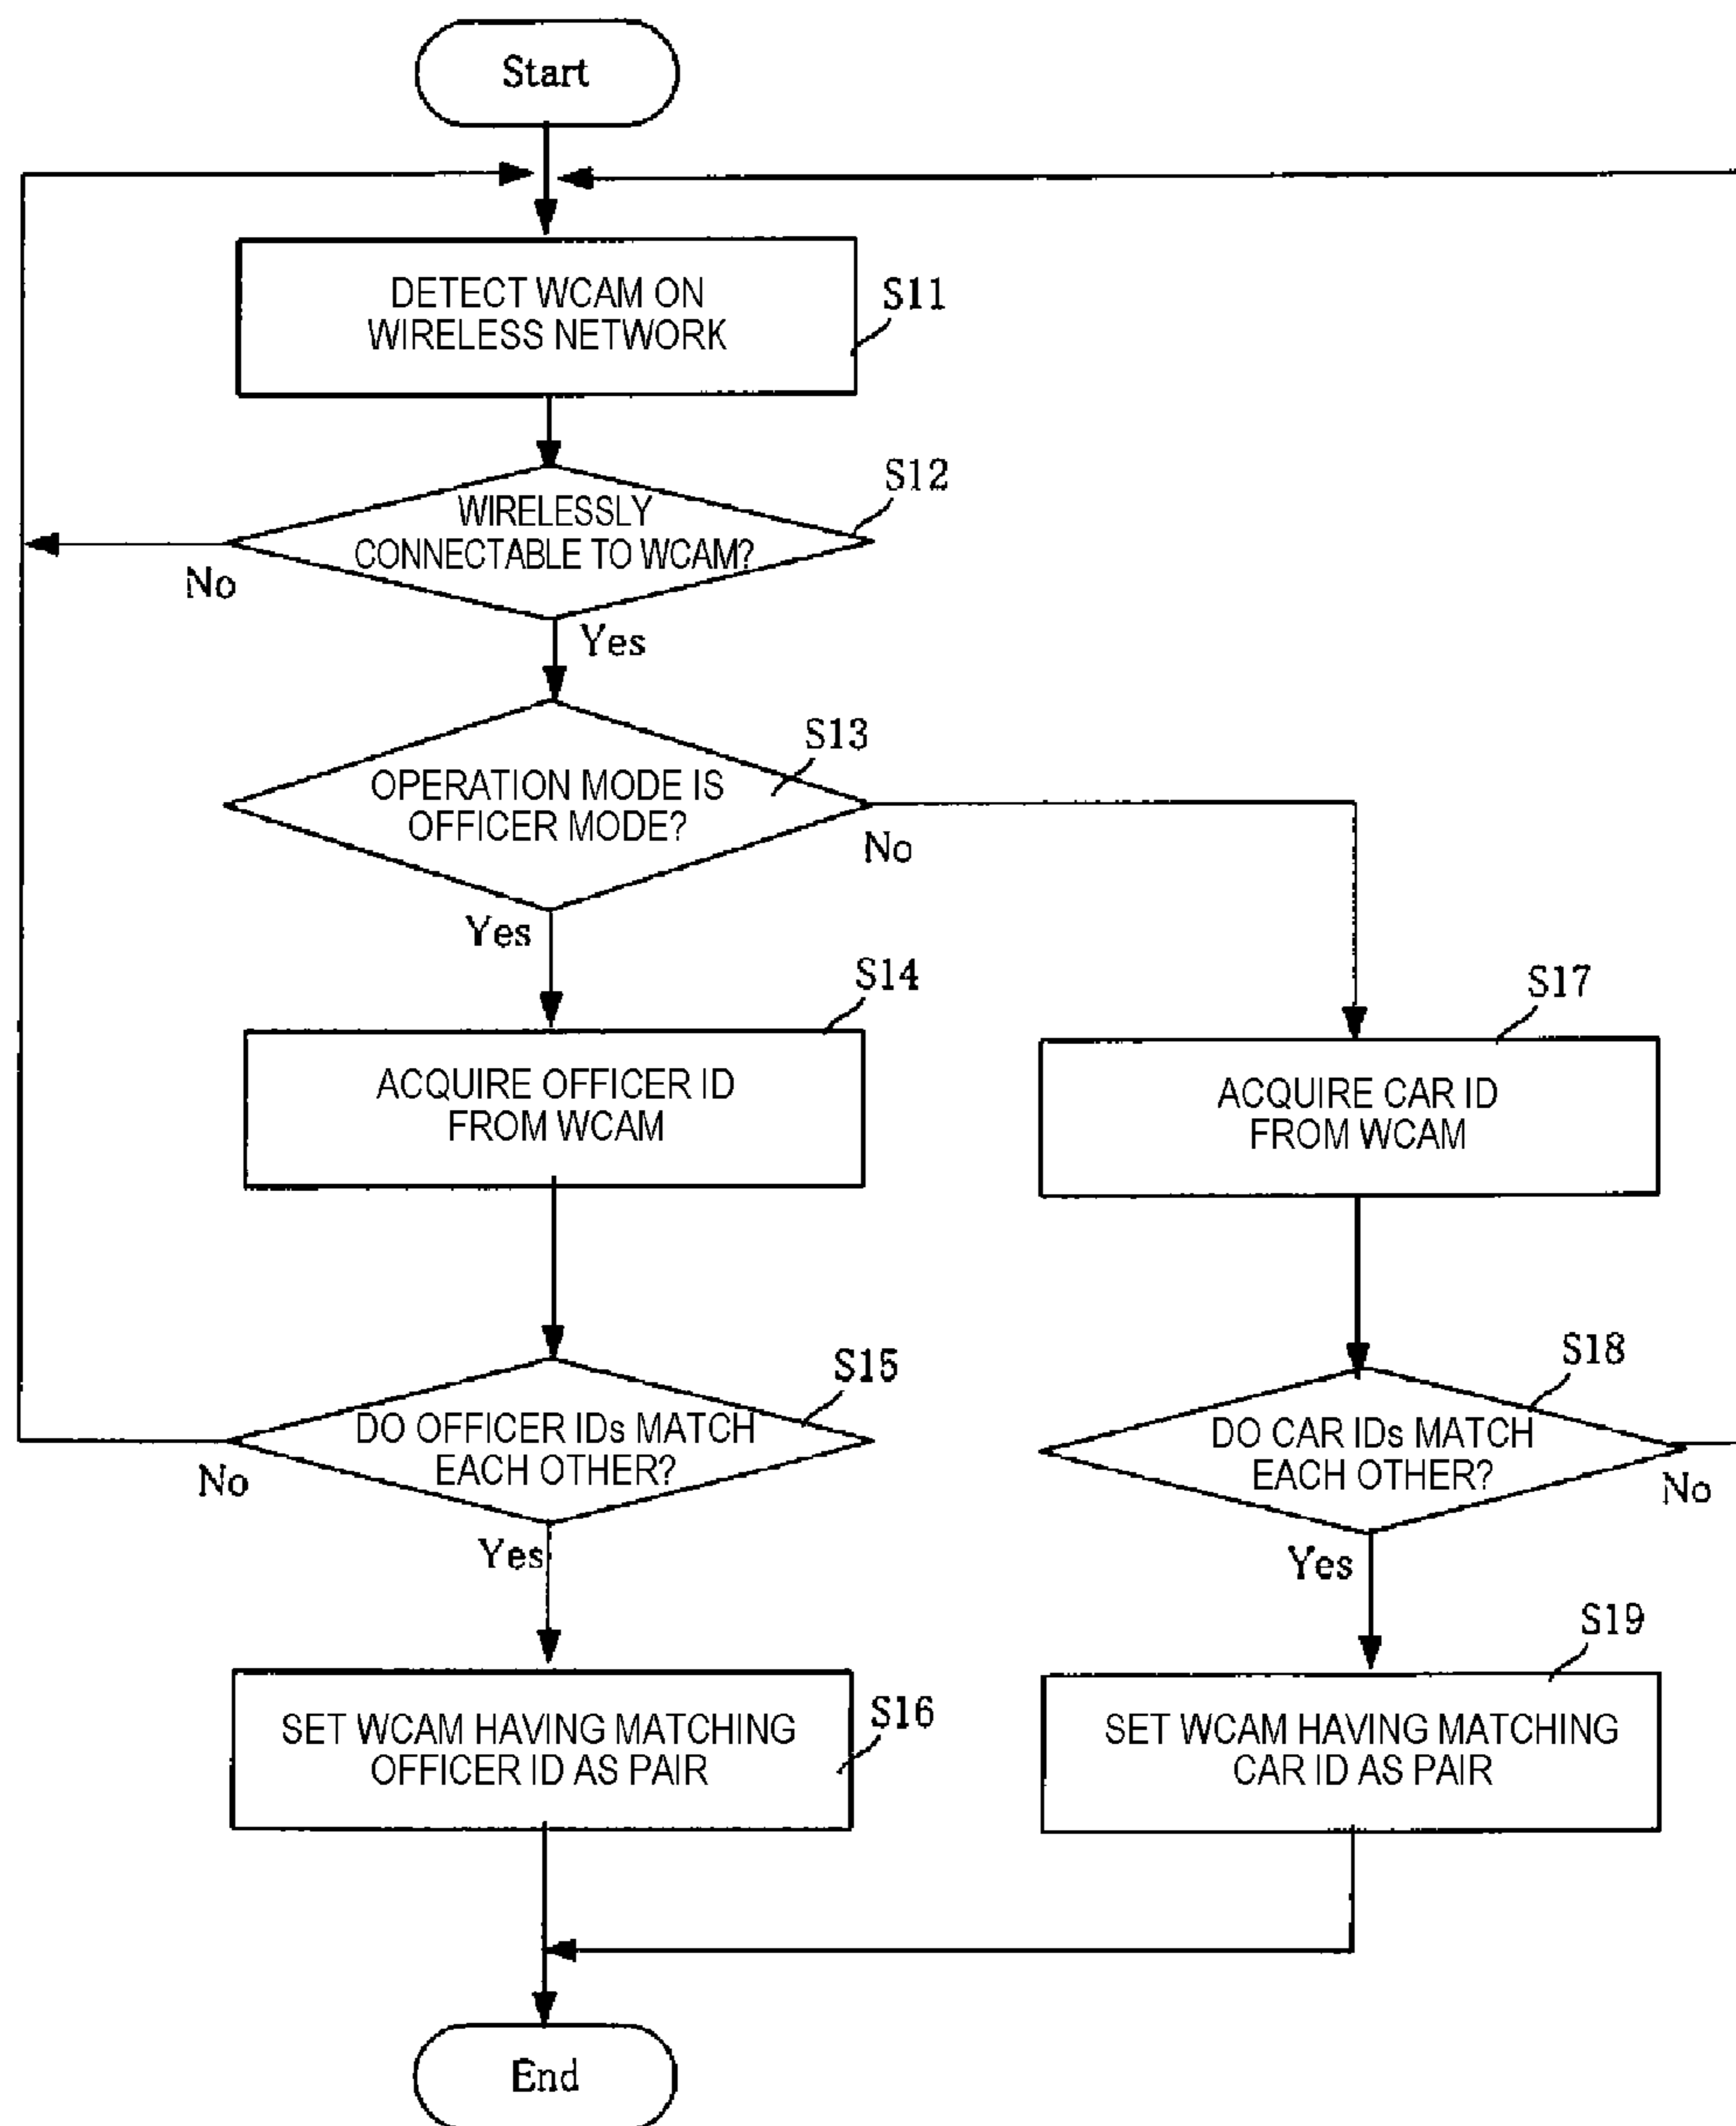 Start
DETECT WCAM ON
WIRELESS NETWORK
S11
WIRELESSLY
CONNECTABLE TO WCAM?
S12
No
Yes
OPERATION MODE IS
OFFICER MODE?
S13
No
Yes
ACQUIRE OFFICER ID
FROM WCAM
S14
ACQUIRE CAR ID
FROM WCAM
S17
DO OFFICER IDs MATCH
EACH OTHER?
S15
No
Yes
DO CAR IDs MATCH
EACH OTHER?
S18
No
Yes
SET WCAM HAVING MATCHING
OFFICER ID AS PAIR
S16
SET WCAM HAVING MATCHING
CAR ID AS PAIR
S19
End